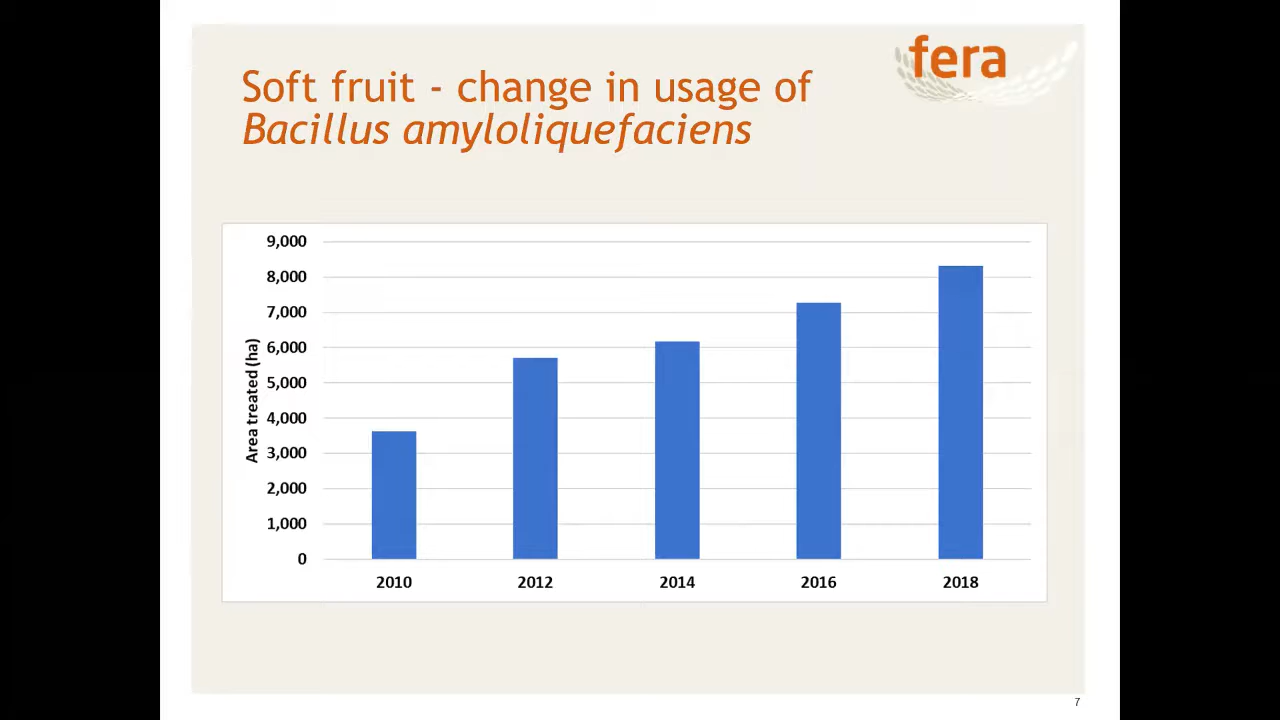 fera
Soft fruit - change in usage of
Bacillus amyloliquefaciens
9,000
8,000
7,000
6,000
5,000
4,000
3,000
2,000
1,000
0
Area treated (ha)
2010 2012 2014 2016 2018
7